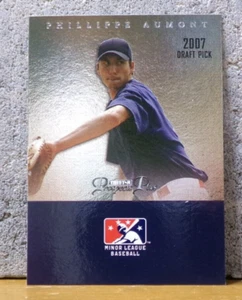 PHILLIPPE AUMONT
2007
DRAFT PICK
MINOR LEAGUE
BASEBALL